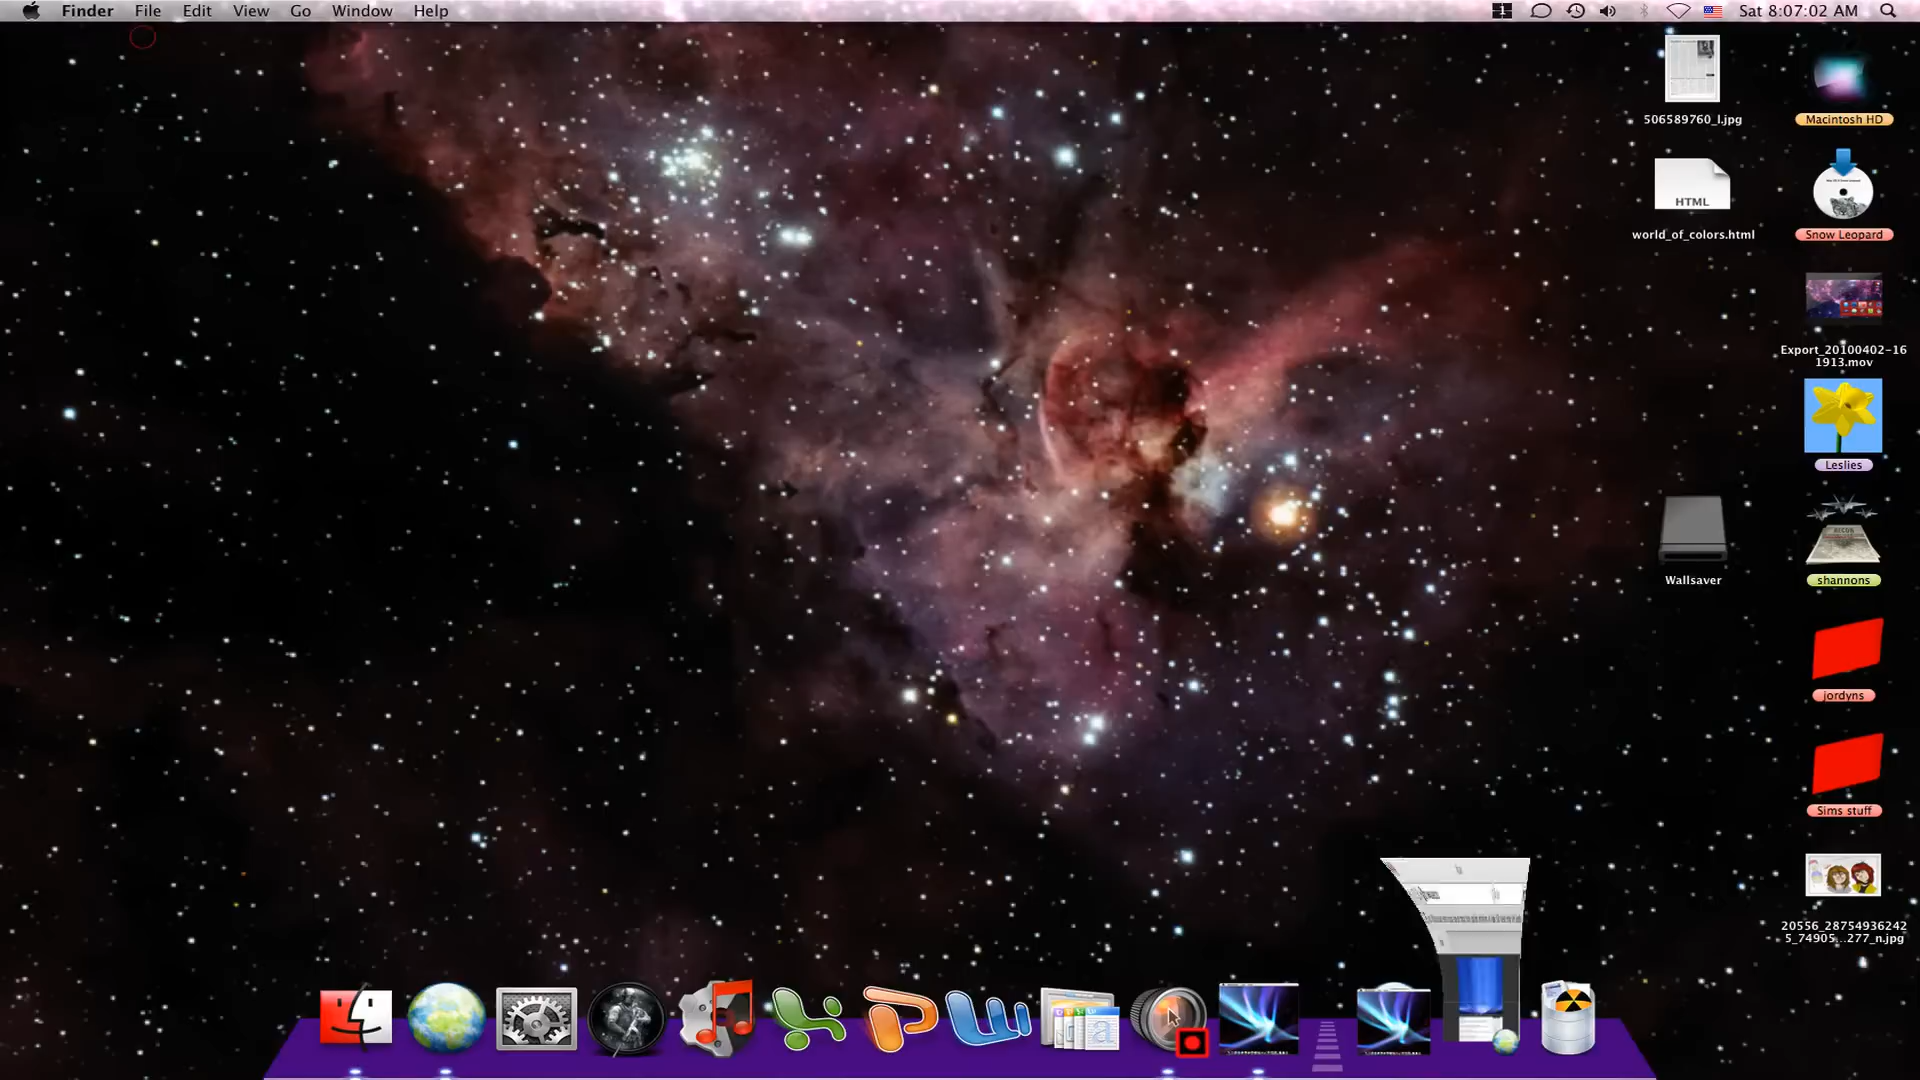 Finder File Edit View Go Window Help
1
Sat 8:07:02 AM
506589760_l.jpg
Macintosh HD
HTML
world_of_colors.html
Snow Leopard
Export_20100402-16
1913.mov
Leslies
Wallsaver
shannons
jordyns
Sims stuff
20556_28754936242
5_74905...277_n.jpg